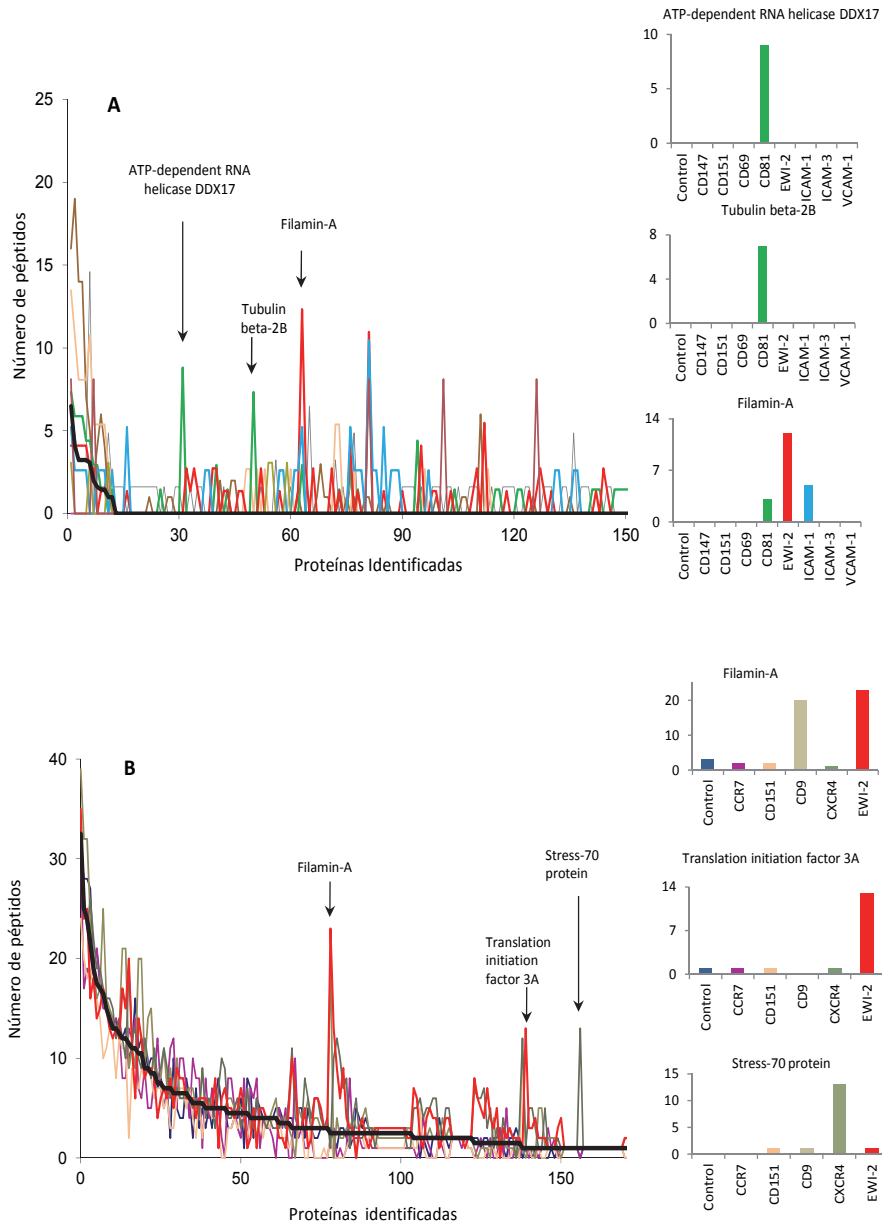 ATP-dependent RNA helicase DDX17
10
5
0
Control
CD147
CD151
CD69
CD81
EWI-2
ICAM-1
ICAM-3
VCAM-1
A
25
20
15
10
5
0
Número de péptidos
ATP-dependent RNA
helicase DDX17
Filamin-A
Tubulin
beta-2B
0
30
60
90
120
150
Proteínas Identificadas
Tubulin beta-2B
8
6
4
2
0
Control
CD147
CD151
CD69
CD81
EWI-2
ICAM-1
ICAM-3
VCAM-1
Filamin-A
14
7
0
Control
CD147
CD151
CD69
CD81
EWI-2
ICAM-1
ICAM-3
VCAM-1
B
40
30
20
10
0
Número de péptidos
Filamin-A
Stress-70
protein
Translation
initiation
factor 3A
0
50
100
150
Proteínas identificadas
Filamin-A
20
10
0
Control
CCR7
CD151
CD9
CXCR4
EWI-2
Translation initiation factor 3A
14
7
0
Control
CCR7
CD151
CD9
CXCR4
EWI-2
Stress-70 protein
15
10
5
0
Control
CCR7
CD151
CD9
CXCR4
EWI-2